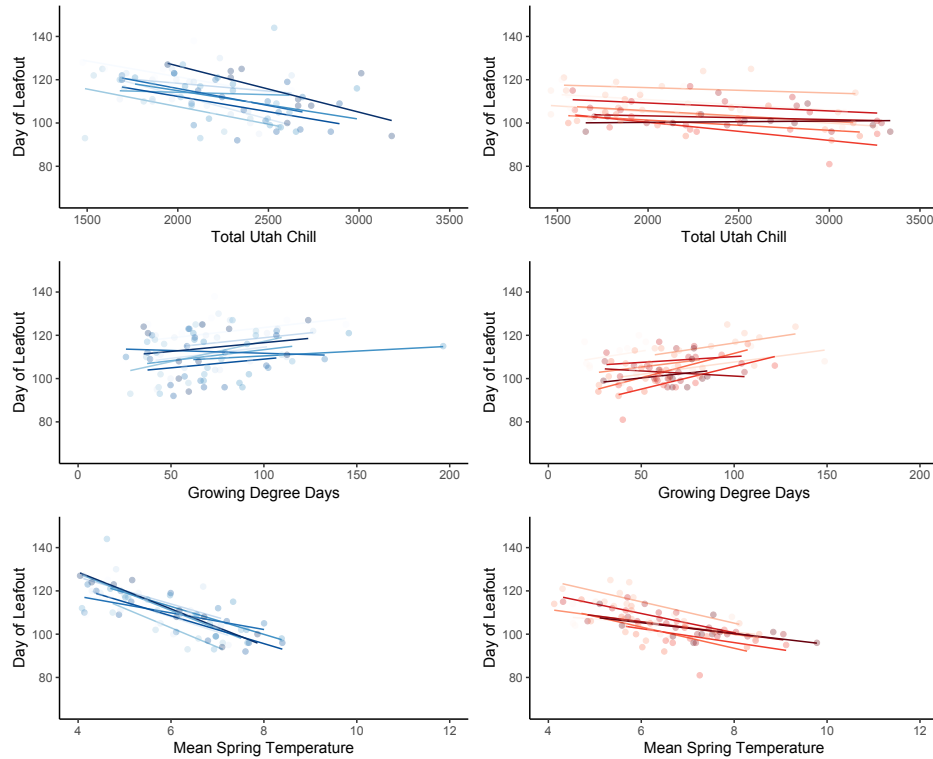 140
120
100
80
Day of Leafout
1500 2000 2500 3000 3500
Total Utah Chill
140
120
100
80
Day of Leafout
1500 2000 2500 3000 3500
Total Utah Chill
140
120
100
80
Day of Leafout
0 50 100 150 200
Growing Degree Days
140
120
100
80
Day of Leafout
0 50 100 150 200
Growing Degree Days
140
120
100
80
Day of Leafout
4 6 8 10 12
Mean Spring Temperature
140
120
100
80
Day of Leafout
4 6 8 10 12
Mean Spring Temperature